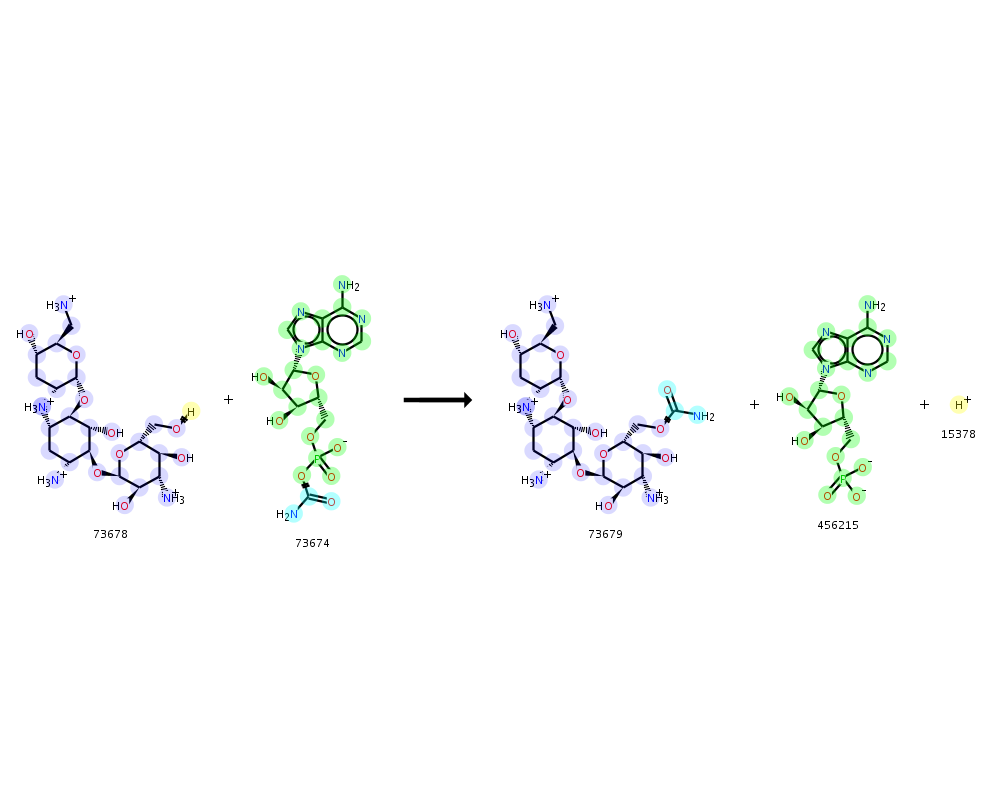 NH₂
H₃N⁺
N
N
N
HO
O
N
N
HO
O
H₃N⁺
O
H
OH
O
O
OH
O
HO
NH₃⁺
H₃N⁺
HO
O
O⁻
P
O
O
H₂N
O
+
H₃N⁺
HO
O
H₃N⁺
O
OH
O
NH₂
O
O
OH
O
HO
NH₃⁺
H₃N⁺
+
NH₂
N
N
N
N
N
HO
O
HO
O
P
O⁻
O
O⁻
+
H⁺
15378
73678
73674
73679
456215